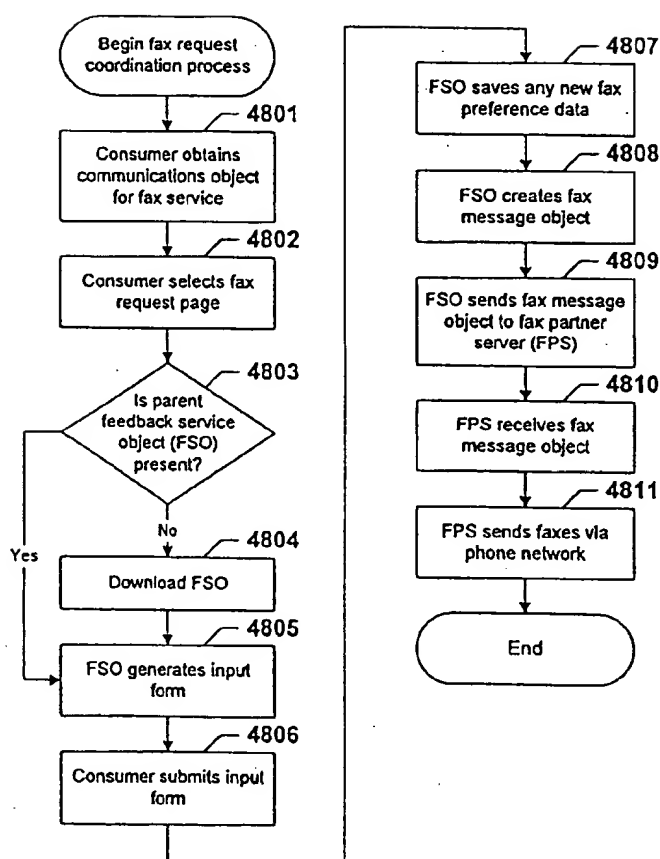 Begin fax request
coordination process
4801
Consumer obtains
communications object
for fax service
4802
Consumer selects fax
request page
4803
Is parent
feedback service
object (FSO)
present?
No
Yes
4804
Download FSO
4805
FSO generates input
form
4806
Consumer submits input
form
4807
FSO saves any new fax
preference data
4808
FSO creates fax
message object
4809
FSO sends fax message
object to fax partner
server (FPS)
4810
FPS receives fax
message object
4811
FPS sends faxes via
phone network
End